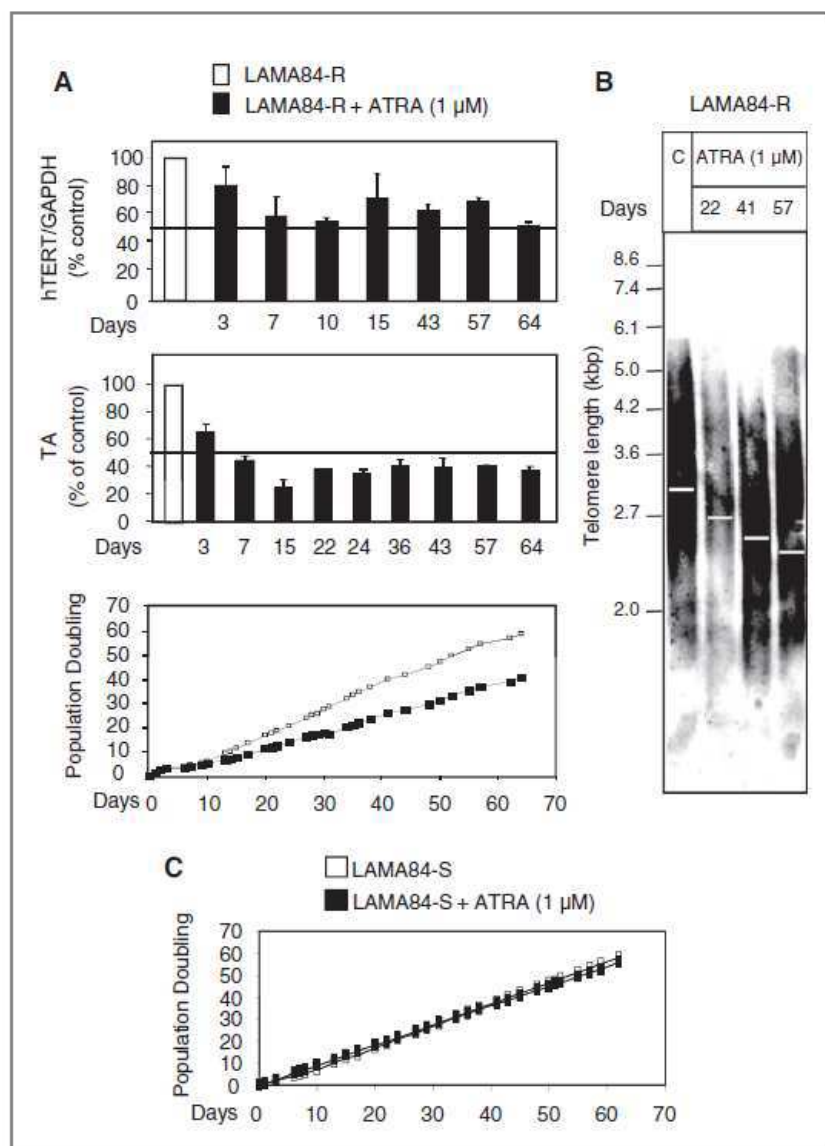 A
LAMA84-R
LAMA84-R + ATRA (1 µM)
hTERT/GAPDH
(% control)
100
80
60
40
20
0
Days 3 7 10 15 43 57 64
TA
(% of control)
100
80
60
40
20
0
Days 3 7 15 22 24 36 43 57 64
Population Doubling
70
60
50
40
30
20
10
0
Days 0 10 20 30 40 50 60 70
B
LAMA84-R
C ATRA (1 µM)
Days 22 41 57
Telomere length (kbp)
8.6
7.4
6.1
5.0
4.2
3.6
2.7
2.0
C
LAMA84-S
LAMA84-S + ATRA (1 µM)
Population Doubling
70
60
50
40
30
20
10
0
Days 0 10 20 30 40 50 60 70